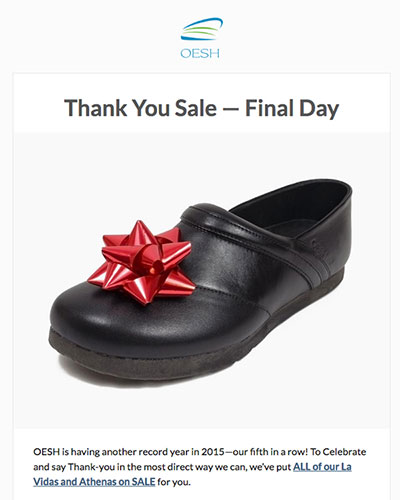 OESH
Thank You Sale — Final Day
OESH is having another record year in 2015—our fifth in a row! To Celebrate
and say Thank-you in the most direct way we can, we've put ALL of our La
Vidas and Athenas on SALE for you.